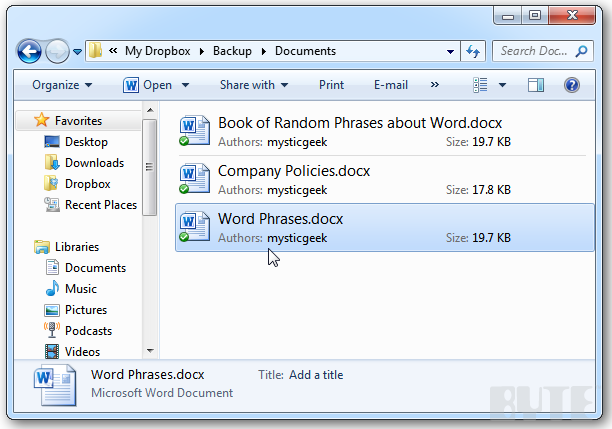 « My Dropbox Backup Documents Search Doc...
Organize Open Share with Print E-mail »
Favorites
Desktop
Downloads
Dropbox
Recent Places
Libraries
Documents
Music
Pictures
Podcasts
Videos
Book of Random Phrases about Word.docx
Authors: mysticgeek Size: 19.7 KB
Company Policies.docx
Authors: mysticgeek Size: 17.8 KB
Word Phrases.docx
Authors: mysticgeek Size: 19.7 KB
Word Phrases.docx Title: Add a title
Microsoft Word Document
BYTE